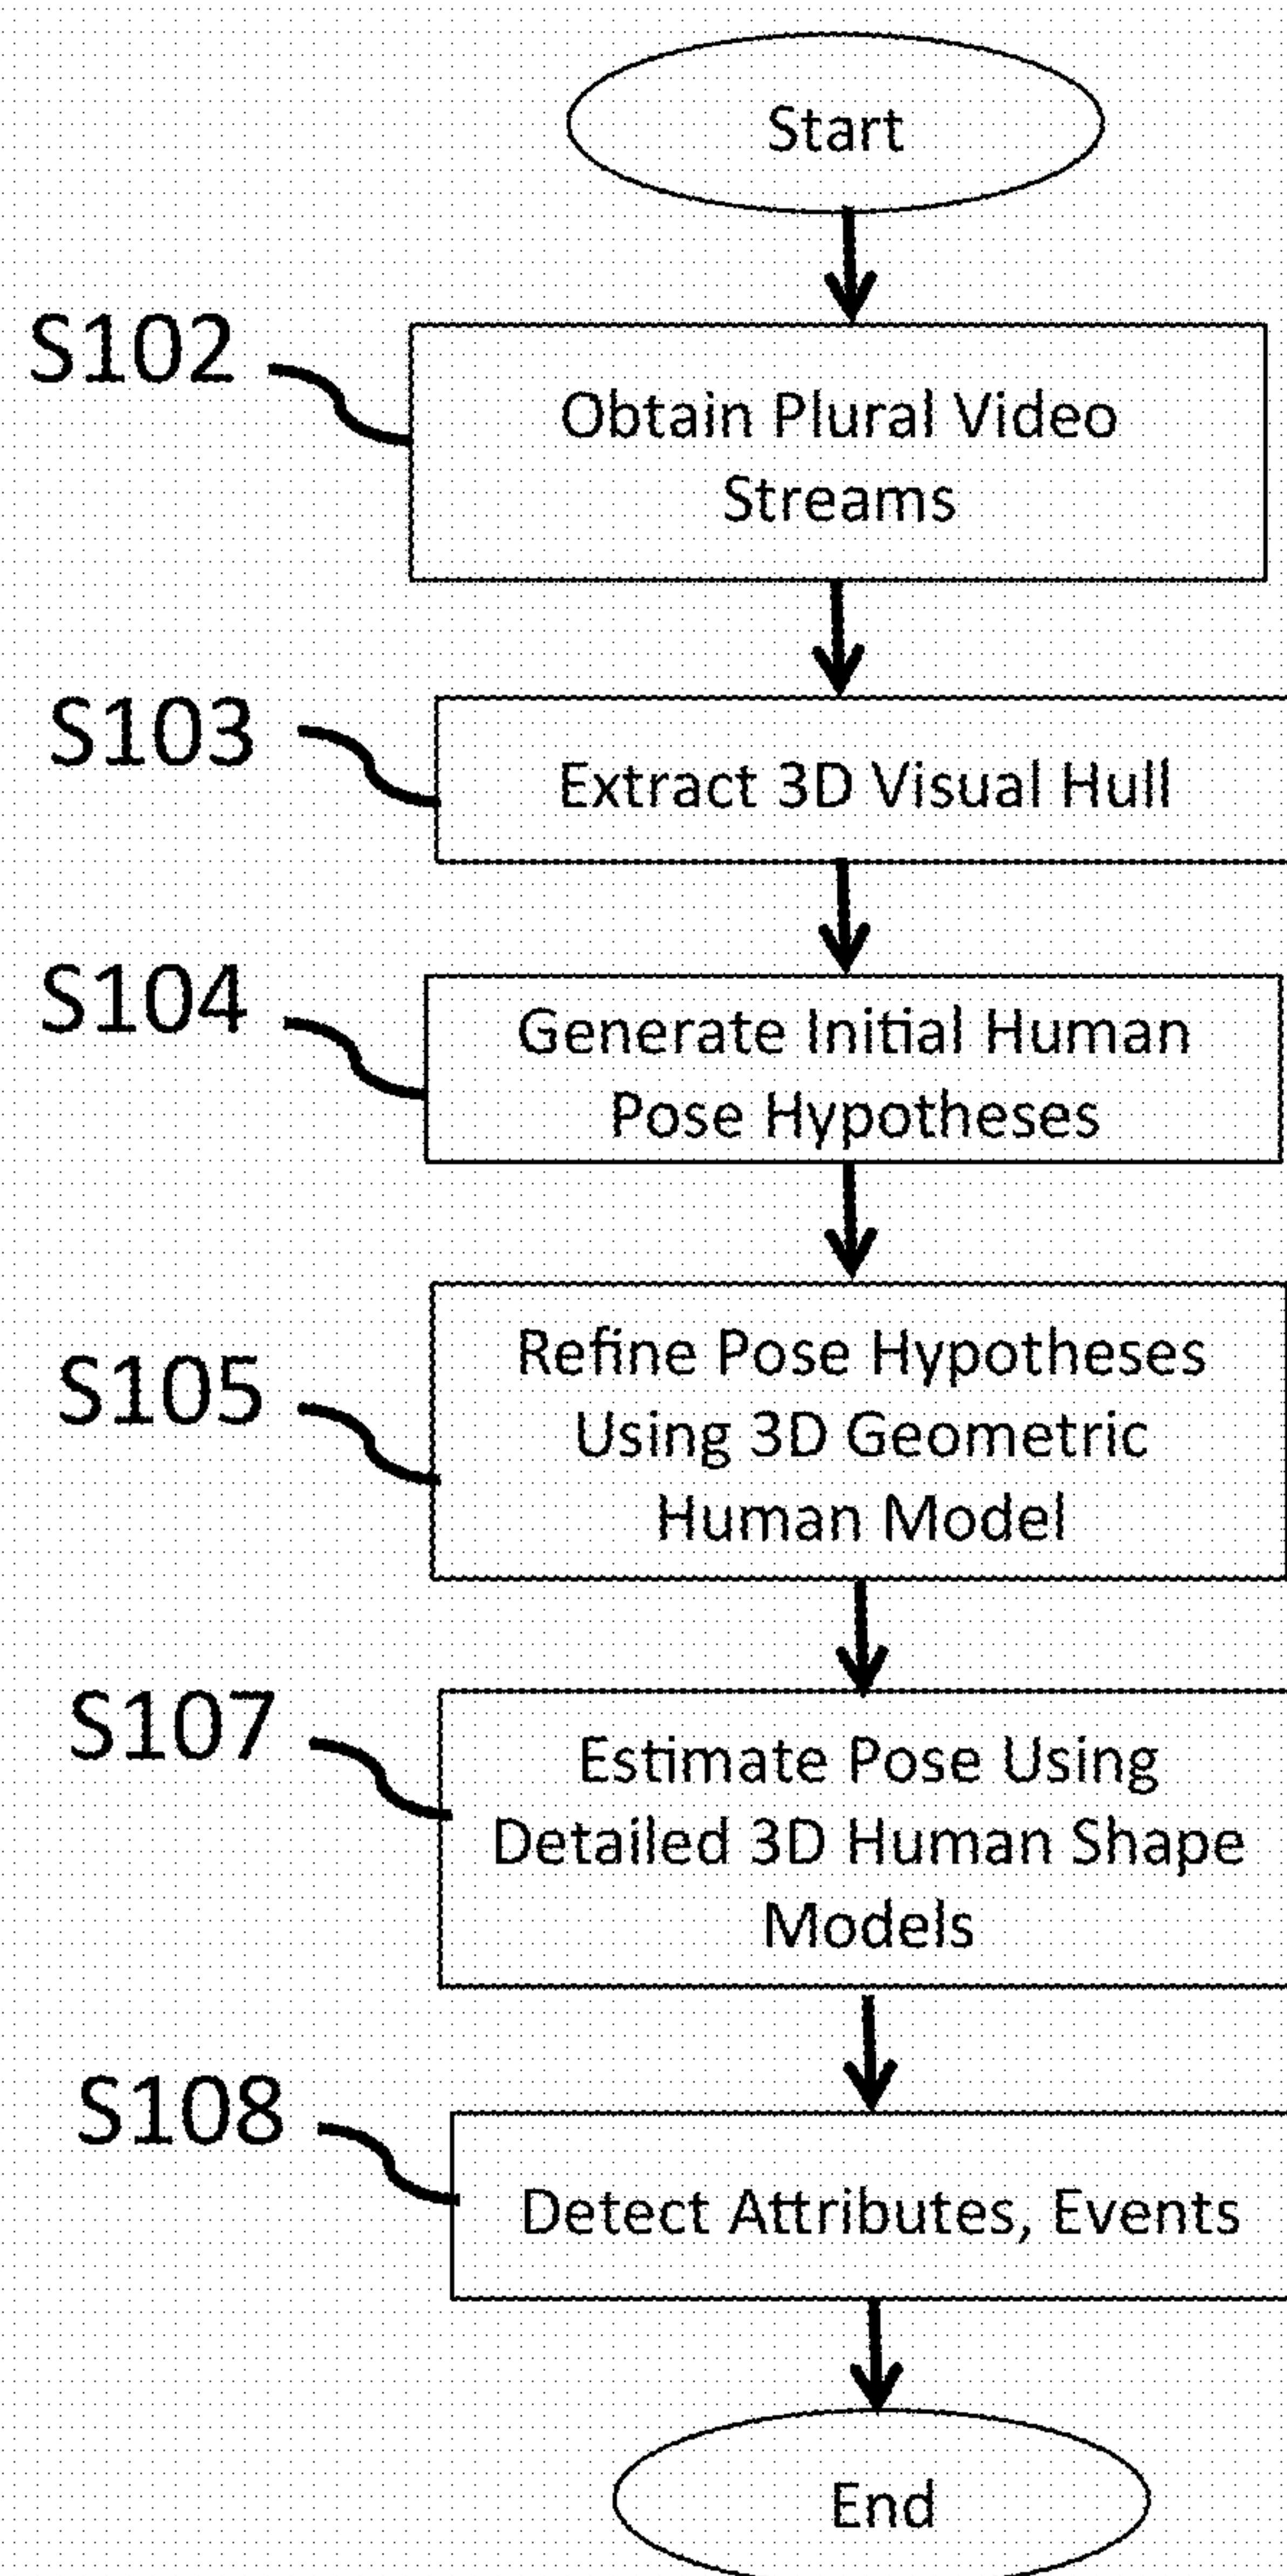 Start
S102
Obtain Plural Video
Streams
S103
Extract 3D Visual Hull
S104
Generate Initial Human
Pose Hypotheses
S105
Refine Pose Hypotheses
Using 3D Geometric
Human Model
S107
Estimate Pose Using
Detailed 3D Human Shape
Models
S108
Detect Attributes, Events
End